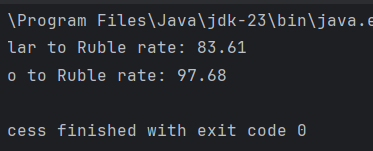 \Program Files\Java\jdk-23\bin\java.e
lar to Ruble rate: 83.61
o to Ruble rate: 97.68
cess finished with exit code 0